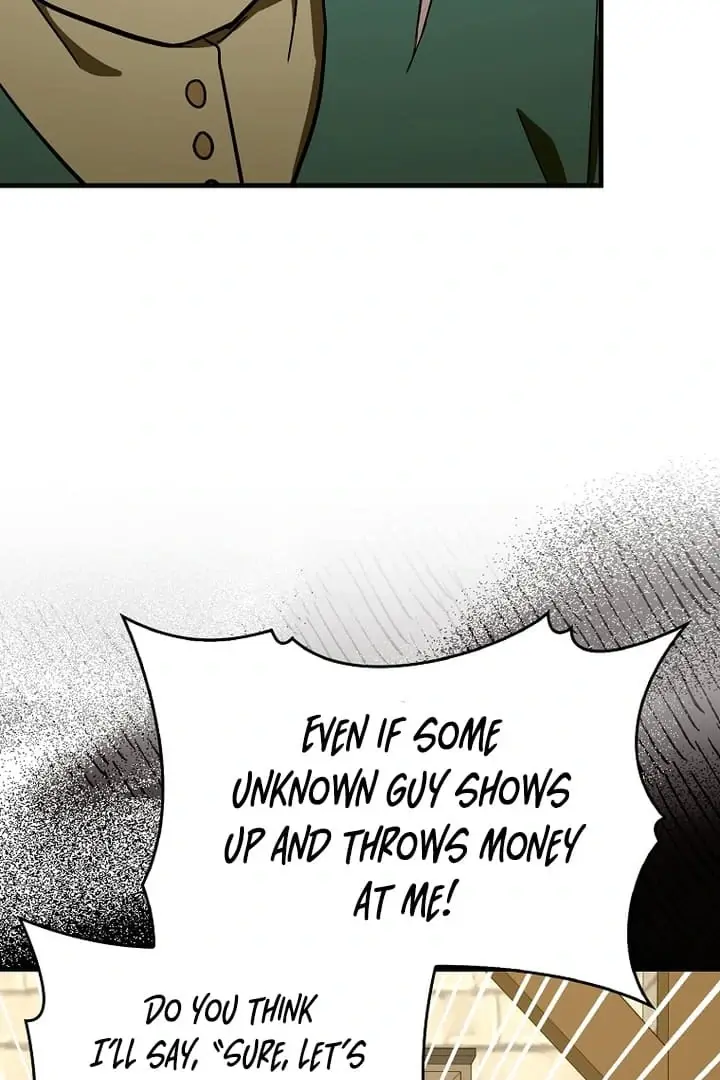 EVEN IF SOME
UNKNOWN GUY SHOWS
UP AND THROWS MONEY
AT ME!
DO YOU THINK
I'LL SAY, "SURE, LET'S